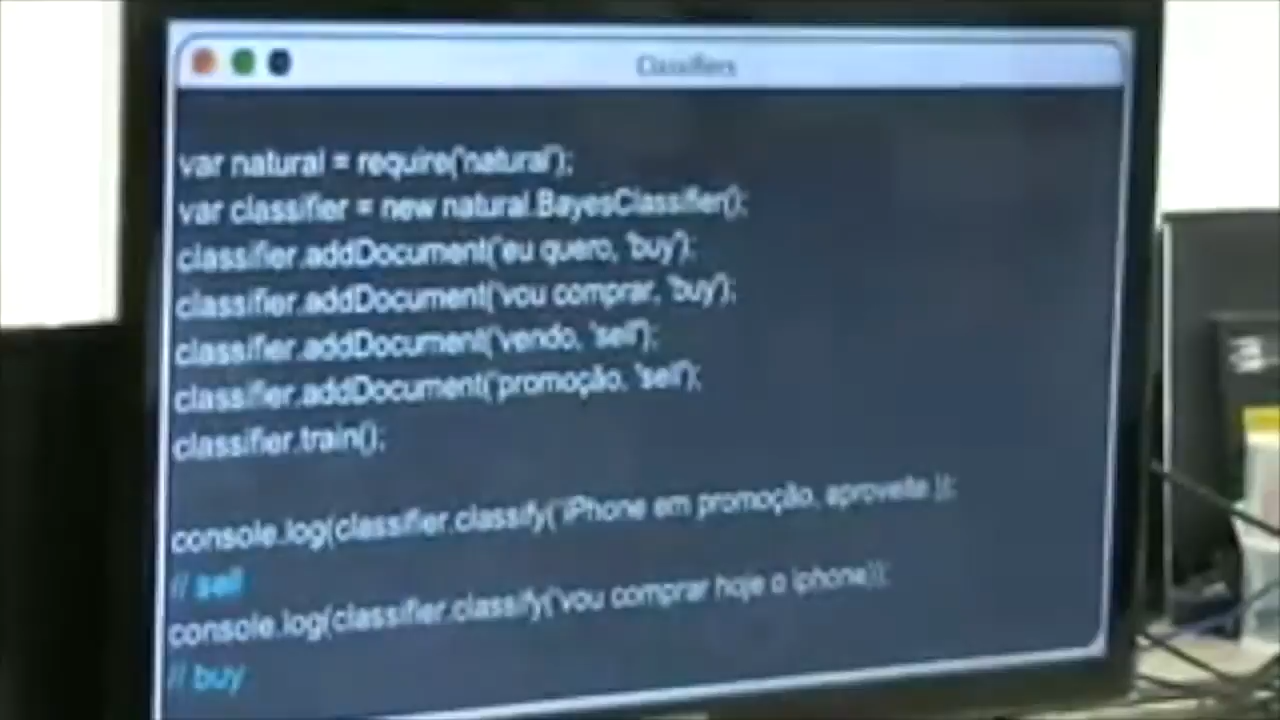 Classifiers
var natural = require('natural');
var classifier = new natural.BayesClassifier();
classifier.addDocument('eu quero, 'buy');
classifier.addDocument('vou comprar, 'buy');
classifier.addDocument('vendo, 'sell');
classifier.addDocument('promoção, 'sell');
classifier.train();
console.log(classifier.classify('iPhone em promoção, aproveite ));
// sell
console.log(classifier.classify('vou comprar hoje o iphone));
// buy